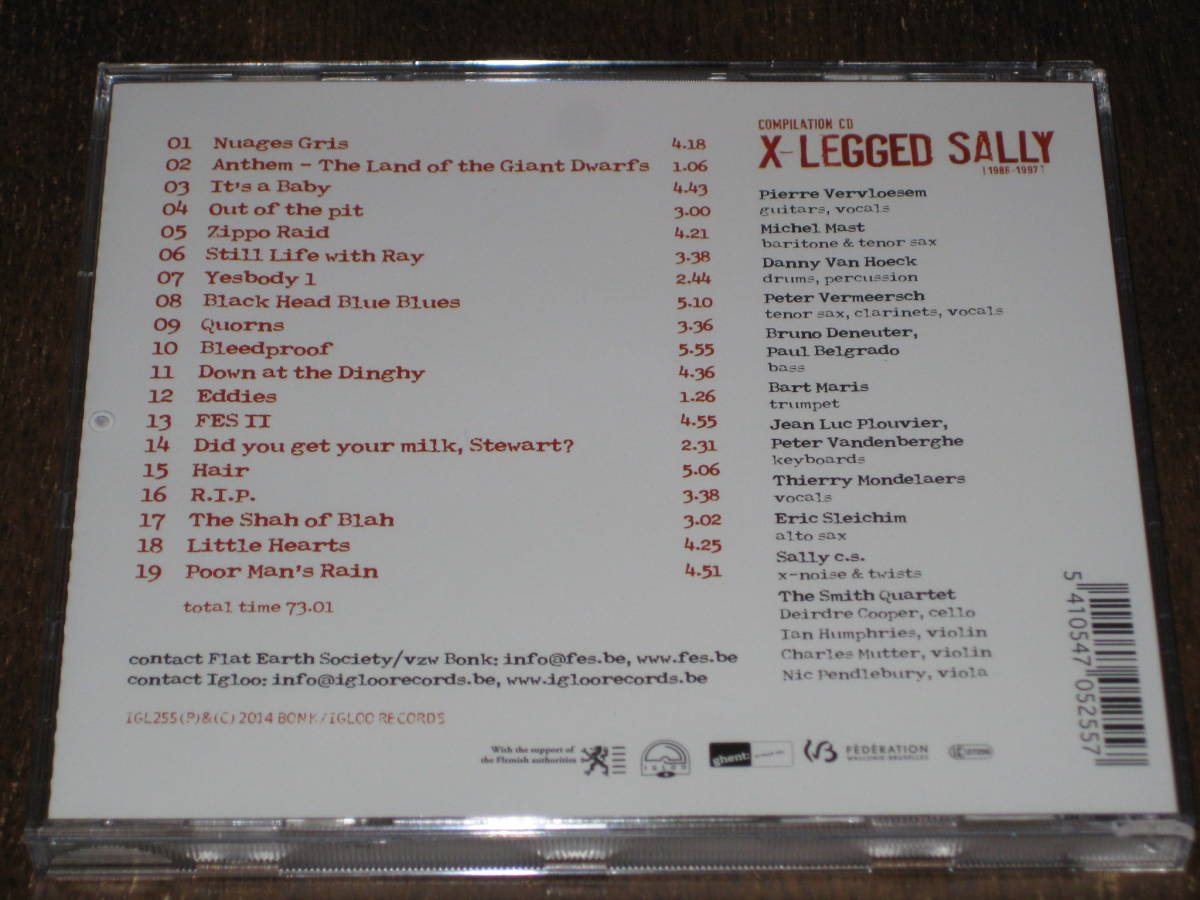 01 Nuages Gris 4.18
02 Anthem – The Land of the Giant Dwarfs 1.06
03 It's a Baby 4.43
04 Out of the pit 3.00
05 Zippo Raid 4.21
06 Still Life with Ray 3.38
07 Yesbody 1 2.44
08 Black Head Blue Blues 5.10
09 Quorns 3.36
10 Bleedproof 5.55
11 Down at the Dinghy 4.36
12 Eddies 1.26
13 FES II 4.55
14 Did you get your milk, Stewart? 2.31
15 Hair 5.06
16 R.I.P. 3.38
17 The Shah of Blah 3.02
18 Little Hearts 4.25
19 Poor Man's Rain 4.51
total time 73.01
contact Flat Earth Society/vzw Bonk: info@fes.be, www.fes.be
contact Igloo: info@igloorecords.be, www.igloorecords.be
IGL255 (P)&(C) 2014 BONK/IGLOO RECORDS
COMPILATION CD
X-LEGGED SALLY
[1988-1997]
Pierre Vervloesem
guitars, vocals
Michel Mast
baritone & tenor sax
Danny Van Hoeck
drums, percussion
Peter Vermeersch
tenor sax, clarinets, vocals
Bruno Deneuter,
Paul Belgrado
bass
Bart Maris
trumpet
Jean Luc Plouvier,
Peter Vandenberghe
keyboards
Thierry Mondelaers
vocals
Eric Sleichim
alto sax
Sally c.s.
x-noise & twists
The Smith Quartet
Deirdre Cooper, cello
Ian Humphries, violin
Charles Mutter, violin
Nic Pendlebury, viola
5 410547 052557
With the support of
the Flemish authorities
IGLOO
ghent:
FÉDÉRATION
WALLONIE-BRUXELLES